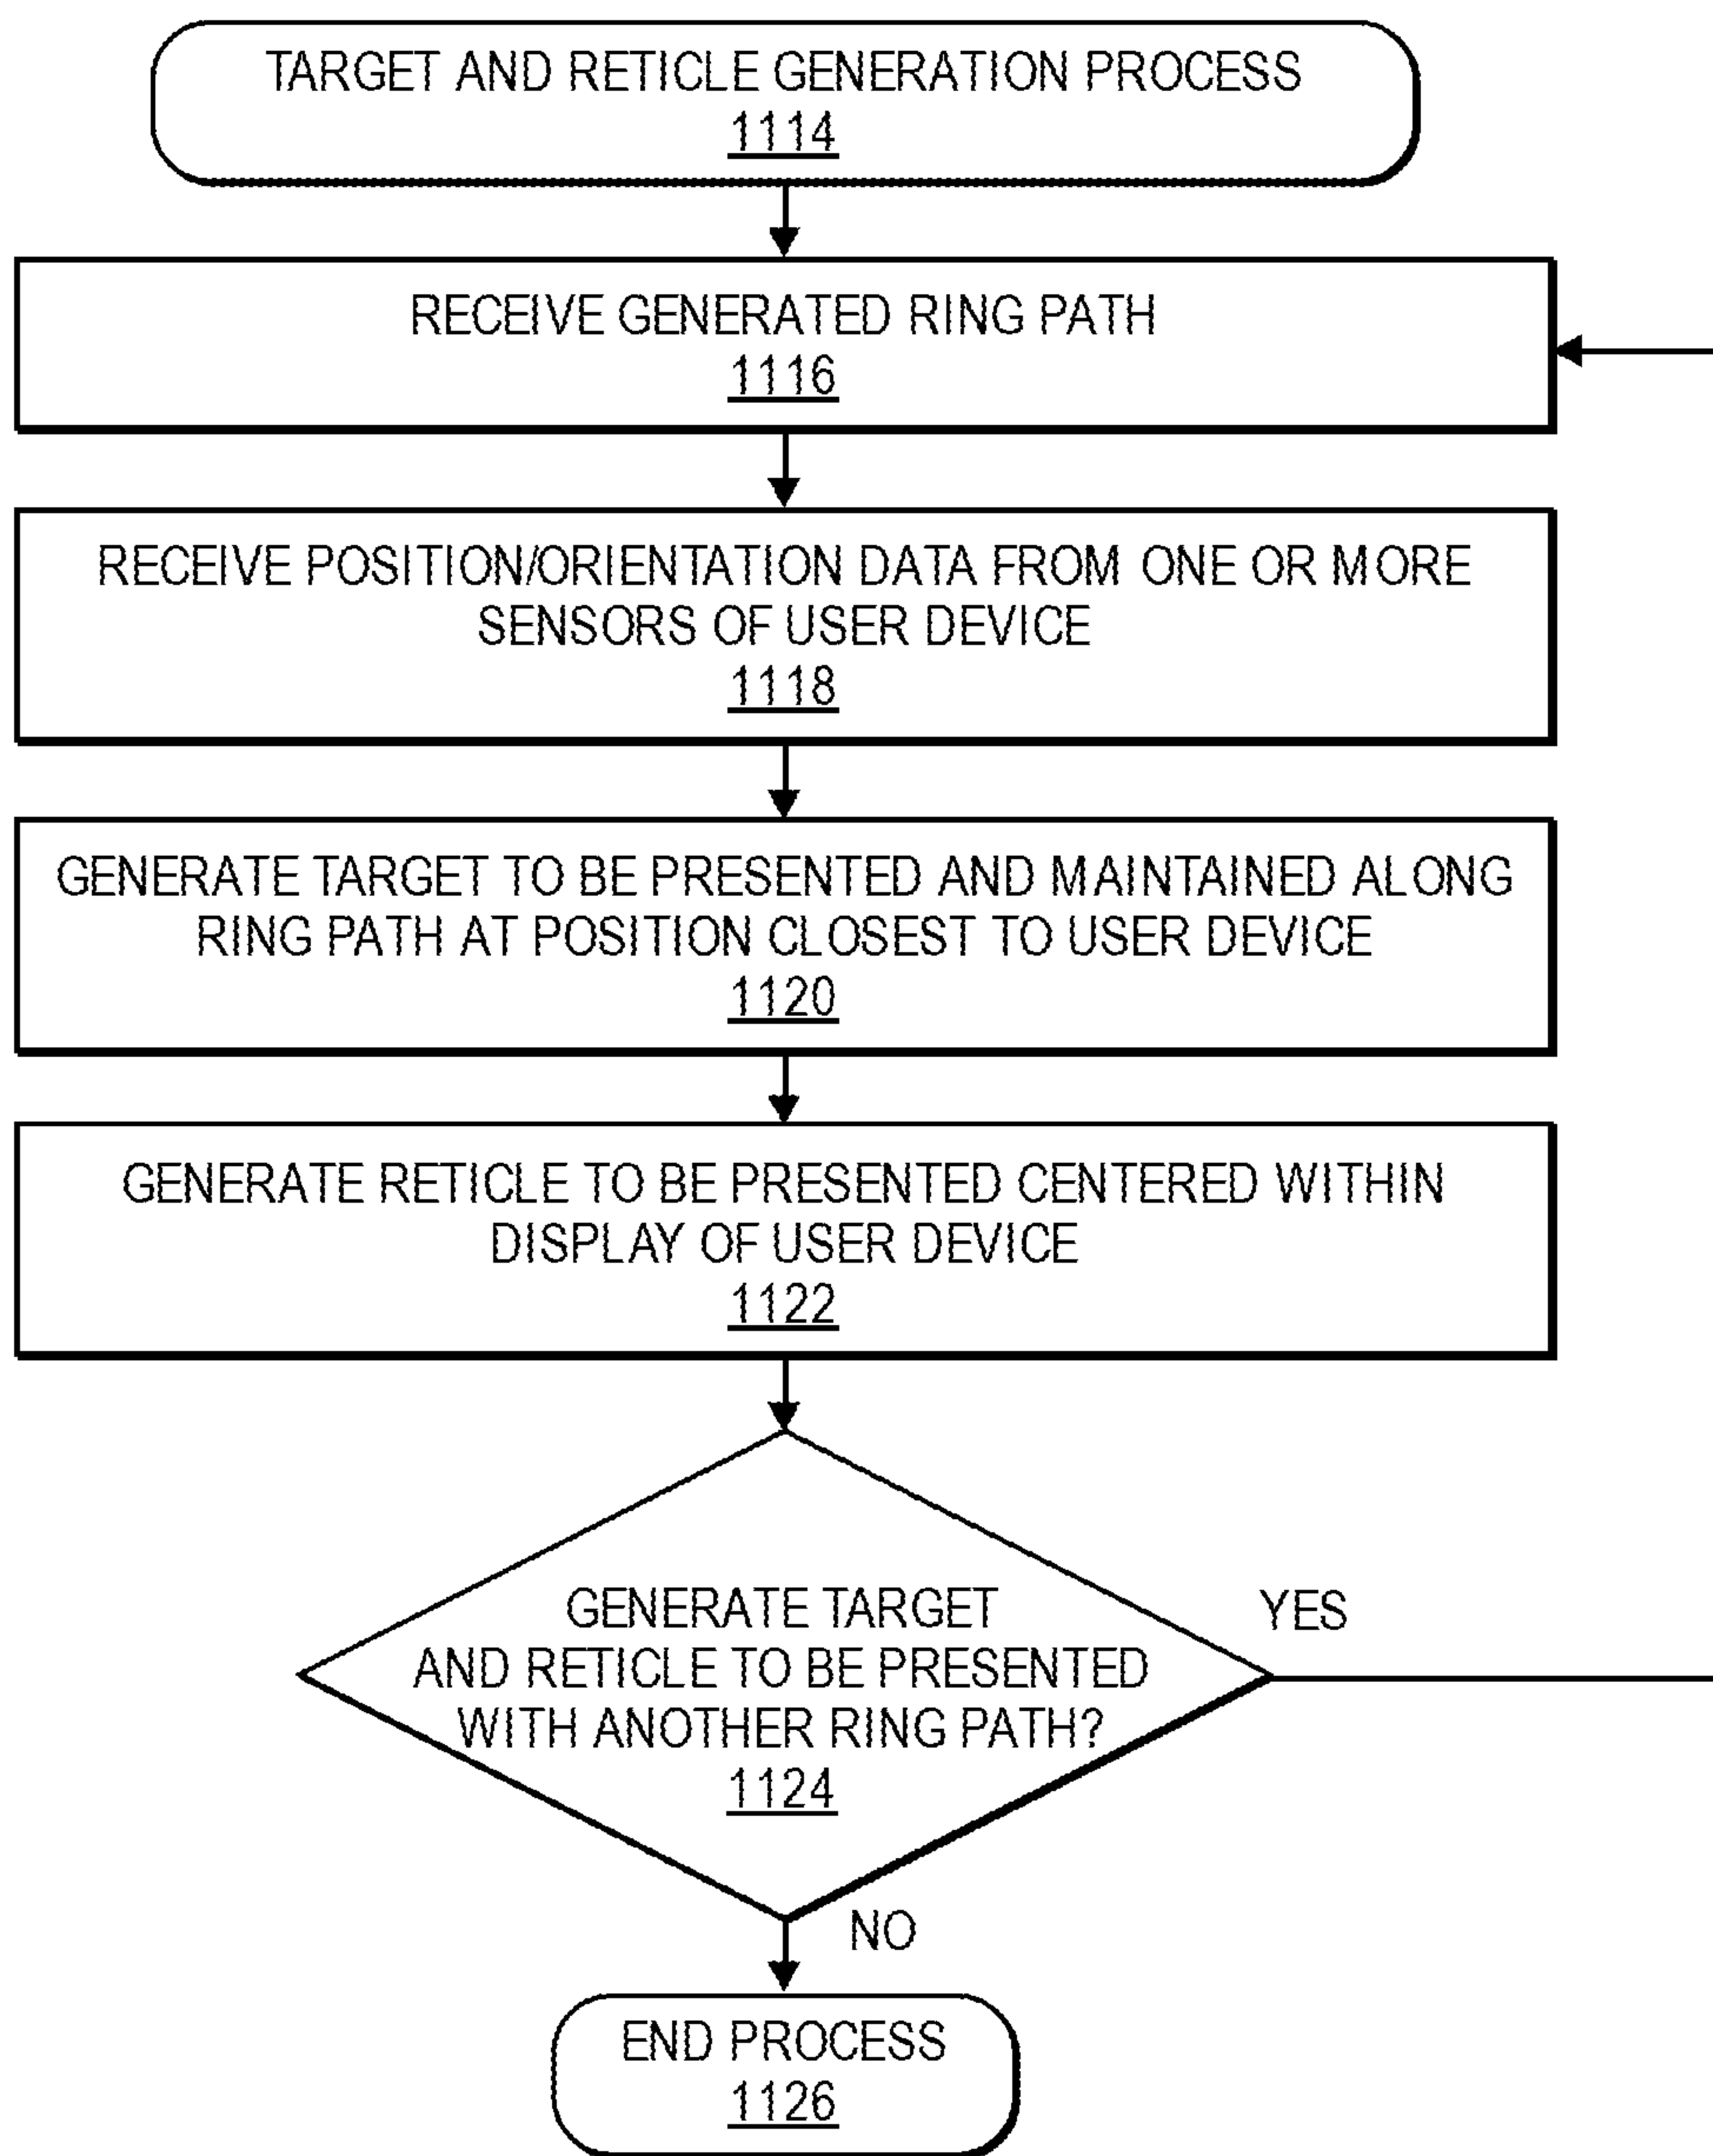 TARGET AND RETICLE GENERATION PROCESS
1114
RECEIVE GENERATED RING PATH
1116
RECEIVE POSITION/ORIENTATION DATA FROM ONE OR MORE
SENSORS OF USER DEVICE
1118
GENERATE TARGET TO BE PRESENTED AND MAINTAINED ALONG
RING PATH AT POSITION CLOSEST TO USER DEVICE
1120
GENERATE RETICLE TO BE PRESENTED CENTERED WITHIN
DISPLAY OF USER DEVICE
1122
GENERATE TARGET
AND RETICLE TO BE PRESENTED
WITH ANOTHER RING PATH?
1124
YES
NO
END PROCESS
1126